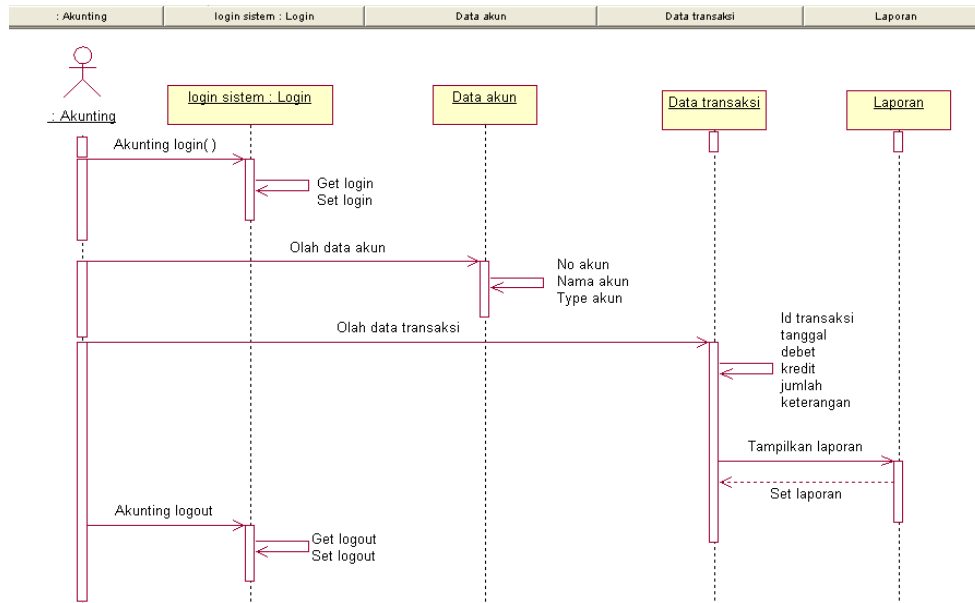 : Akunting
login sistem : Login
Data akun
Data transaksi
Laporan
: Akunting
login sistem : Login
Data akun
Data transaksi
Laporan
Akunting login( )
Get login
Set login
Olah data akun
No akun
Nama akun
Type akun
Olah data transaksi
Id transaksi
tanggal
debet
kredit
jumlah
keterangan
Tampilkan laporan
Set laporan
Akunting logout
Get logout
Set logout